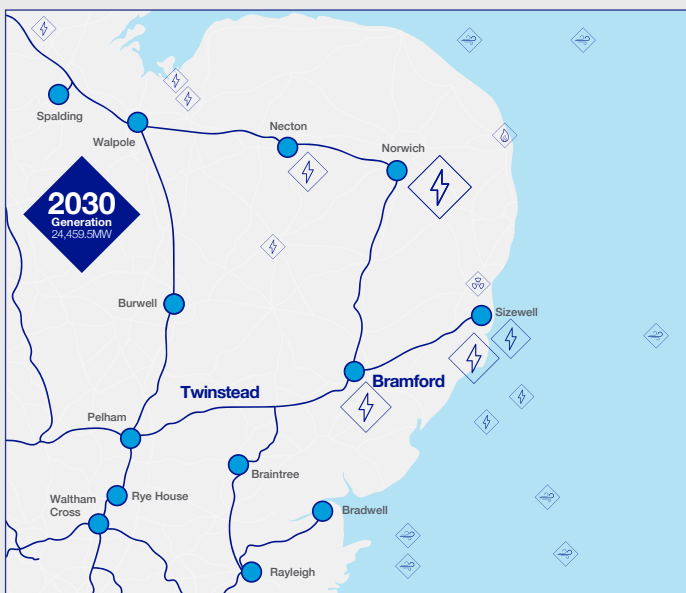 Spalding
Walpole
Necton
Norwich
2030
Generation
24,459.5MW
Burwell
Sizewell
Twinstead
Bramford
Pelham
Braintree
Rye House
Waltham
Cross
Bradwell
Rayleigh